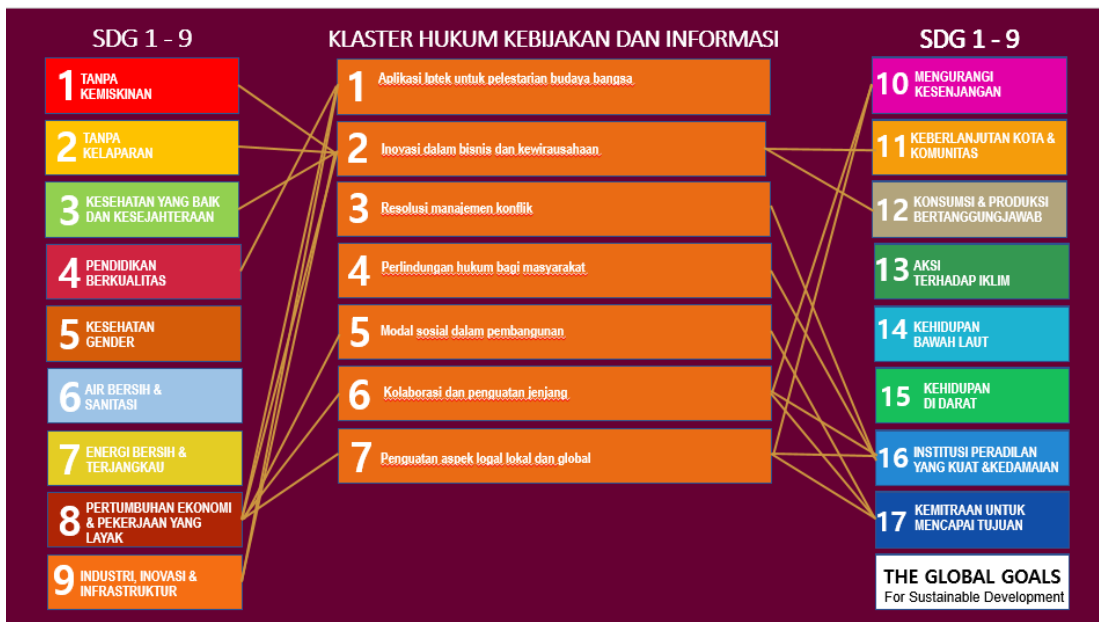 SDG 1 - 9
1 TANPA
KEMISKINAN
2 TANPA
KELAPARAN
3 KESEHATAN YANG BAIK
DAN KESEJAHTERAAN
4 PENDIDIKAN
BERKUALITAS
5 KESEHATAN
GENDER
6 AIR BERSIH &
SANITASI
7 ENERGI BERSIH &
TERJANGKAU
8 PERTUMBUHAN EKONOMI
& PEKERJAAN YANG
LAYAK
9 INDUSTRI, INOVASI &
INFRASTRUKTUR
KLASTER HUKUM KEBIJAKAN DAN INFORMASI
1 Aplikasi Iptek untuk pelestarian budaya bangsa
2 Inovasi dalam bisnis dan kewirausahaan
3 Resolusi manajemen konflik
4 Perlindungan hukum bagi masyarakat
5 Modal sosial dalam pembangunan
6 Kolaborasi dan penguatan jenjang
7 Penguatan aspek logal lokal dan global
SDG 1 - 9
10 MENGURANGI
KESENJANGAN
11 KEBERLANJUTAN KOTA &
KOMUNITAS
12 KONSUMSI & PRODUKSI
BERTANGGUNGJAWAB
13 AKSI
TERHADAP IKLIM
14 KEHIDUPAN
BAWAH LAUT
15 KEHIDUPAN
DI DARAT
16 INSTITUSI PERADILAN
YANG KUAT &KEDAMAIAN
17 KEMITRAAN UNTUK
MENCAPAI TUJUAN
THE GLOBAL GOALS
For Sustainable Development